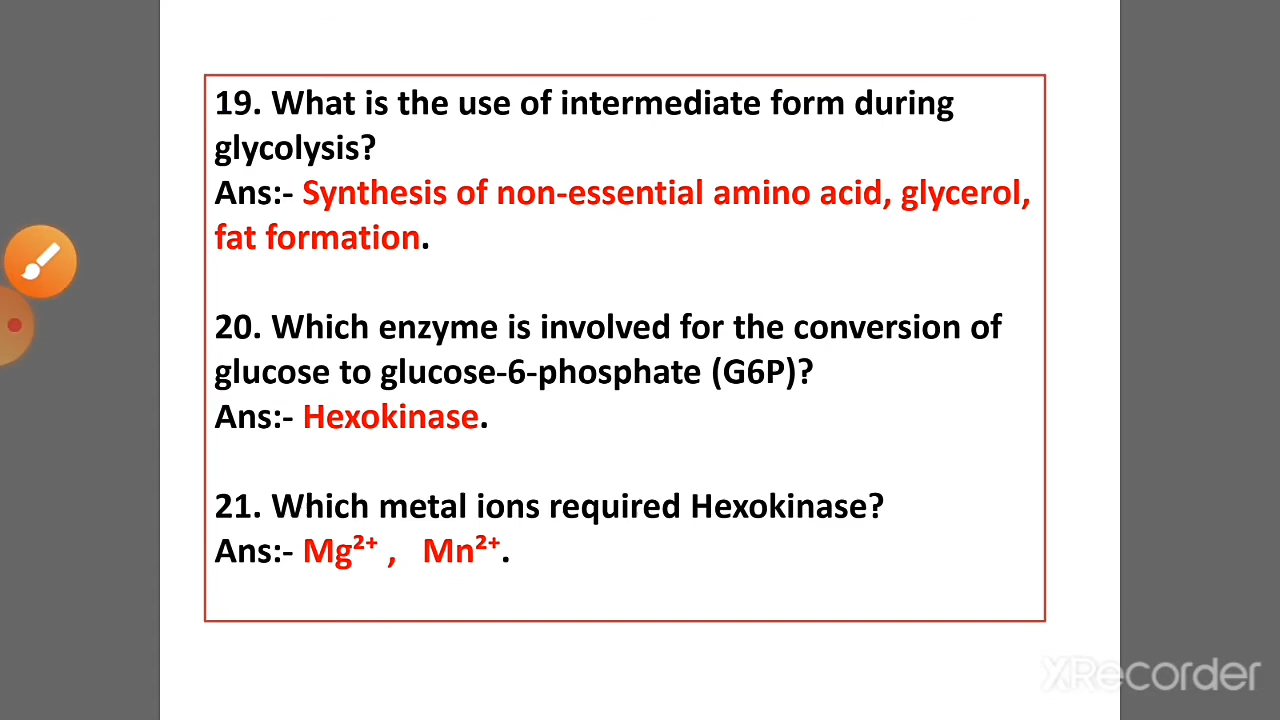 19. What is the use of intermediate form during
glycolysis?
Ans:- Synthesis of non-essential amino acid, glycerol,
fat formation.
20. Which enzyme is involved for the conversion of
glucose to glucose-6-phosphate (G6P)?
Ans:- Hexokinase.
21. Which metal ions required Hexokinase?
Ans:- Mg²⁺ , Mn²⁺.
XRecorder